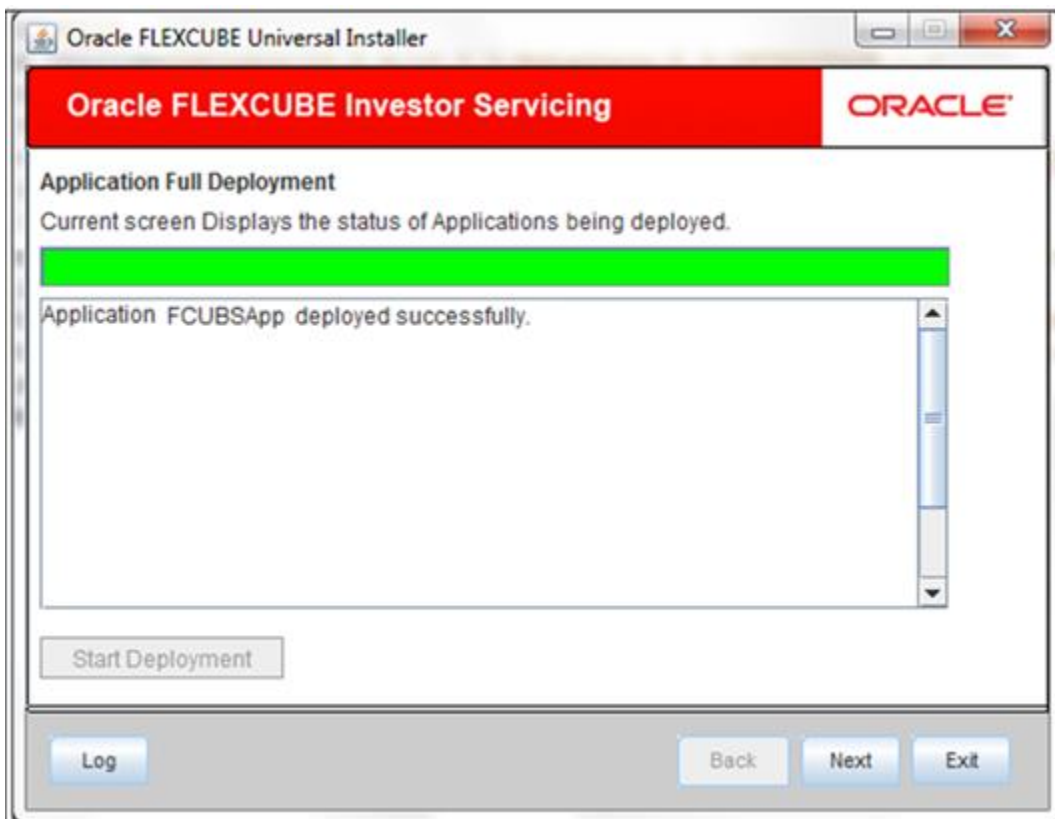 Oracle FLEXCUBE Universal Installer
Oracle FLEXCUBE Investor Servicing
ORACLE
Application Full Deployment
Current screen Displays the status of Applications being deployed.
Application FCUBSApp deployed successfully.
Start Deployment
Log
Back
Next
Exit